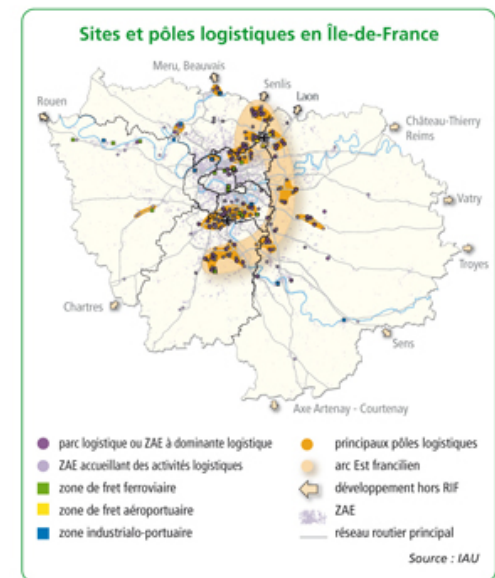 Sites et pôles logistiques en Île-de-France
Meru, Beauvais
Senlis
Laon
Rouen
Château-Thierry
Reims
Vatry
Troyes
Chartres
Sens
Axe Artenay - Courtenay
parc logistique ou ZAE à dominante logistique
principaux pôles logistiques
ZAE accueillant des activités logistiques
arc Est francilien
zone de fret ferroviaire
développement hors RIF
zone de fret aéroportuaire
ZAE
zone industrialo-portuaire
réseau routier principal
Source : IAU